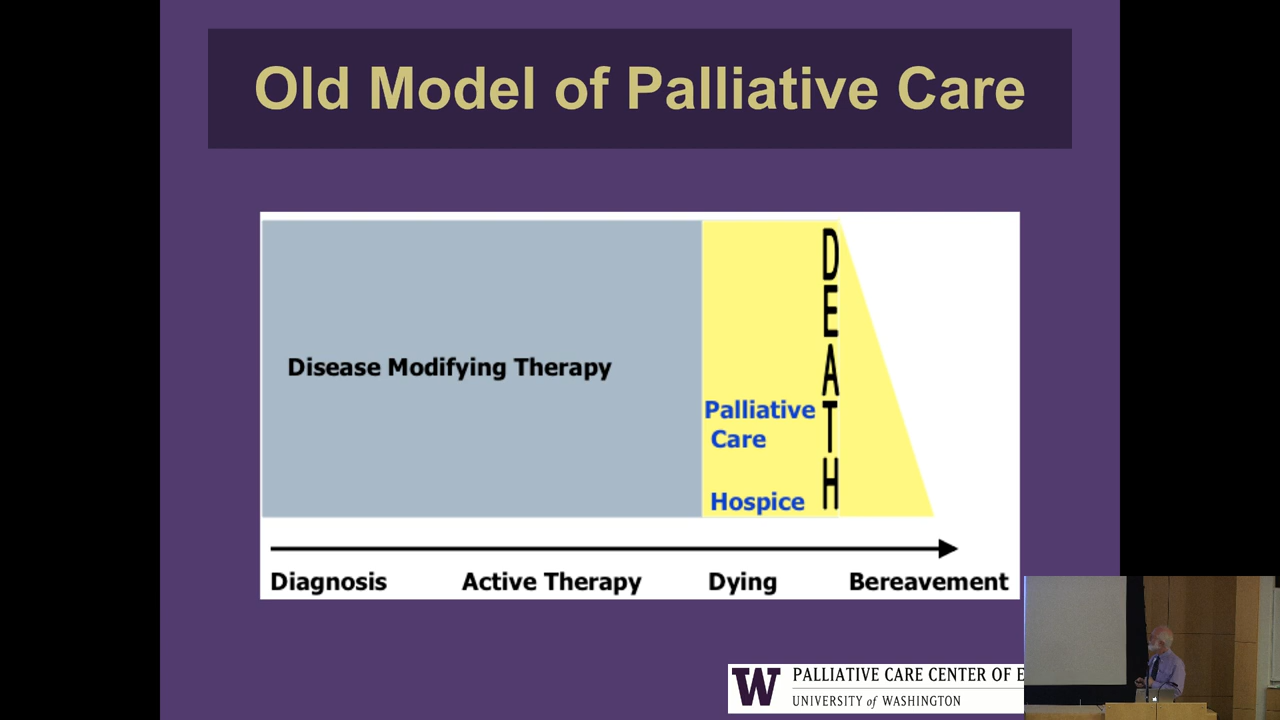 Old Model of Palliative Care
Disease Modifying Therapy
Palliative
Care
Hospice
DEATH
Diagnosis Active Therapy Dying Bereavement
W
PALLIATIVE CARE CENTER OF E
UNIVERSITY of WASHINGTON